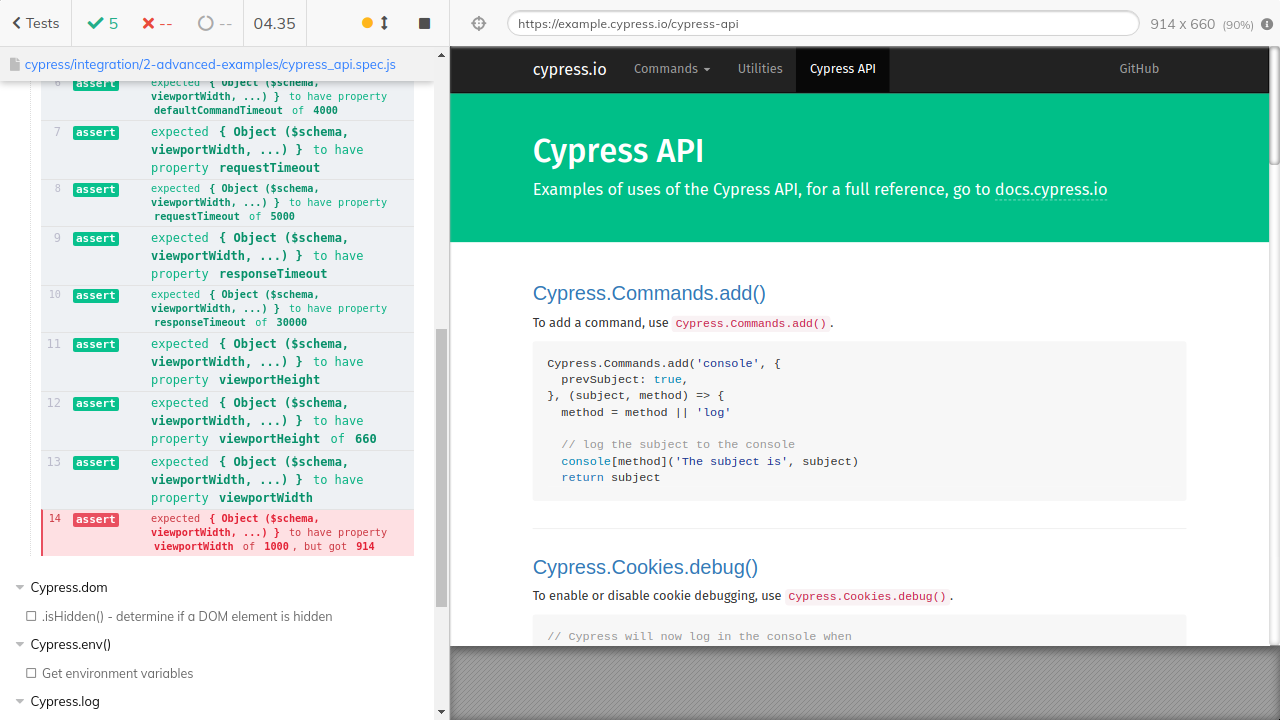 Tests
5
--
--
04.35
https://example.cypress.io/cypress-api
914 x 660 (90%)
cypress/integration/2-advanced-examples/cypress_api.spec.js
6 assert expected { Object ($schema,
viewportWidth, ...) } to have property
defaultCommandTimeout of 4000
7 assert expected { Object ($schema,
viewportWidth, ...) } to have
property requestTimeout
8 assert expected { Object ($schema,
viewportWidth, ...) } to have property
requestTimeout of 5000
9 assert expected { Object ($schema,
viewportWidth, ...) } to have
property responseTimeout
10 assert expected { Object ($schema,
viewportWidth, ...) } to have property
responseTimeout of 30000
11 assert expected { Object ($schema,
viewportWidth, ...) } to have
property viewportHeight
12 assert expected { Object ($schema,
viewportWidth, ...) } to have
property viewportHeight of 660
13 assert expected { Object ($schema,
viewportWidth, ...) } to have
property viewportWidth
14 assert expected { Object ($schema,
viewportWidth, ...) } to have property
viewportWidth of 1000, but got 914
Cypress.dom
.isHidden() - determine if a DOM element is hidden
Cypress.env()
Get environment variables
Cypress.log
cypress.io
Commands
Utilities
Cypress API
GitHub
Cypress API
Examples of uses of the Cypress API, for a full reference, go to docs.cypress.io
Cypress.Commands.add()
To add a command, use Cypress.Commands.add().
Cypress.Commands.add('console', {
  prevSubject: true,
}, (subject, method) => {
  method = method || 'log'
  // log the subject to the console
  console[method]('The subject is', subject)
  return subject
Cypress.Cookies.debug()
To enable or disable cookie debugging, use Cypress.Cookies.debug().
// Cypress will now log in the console when